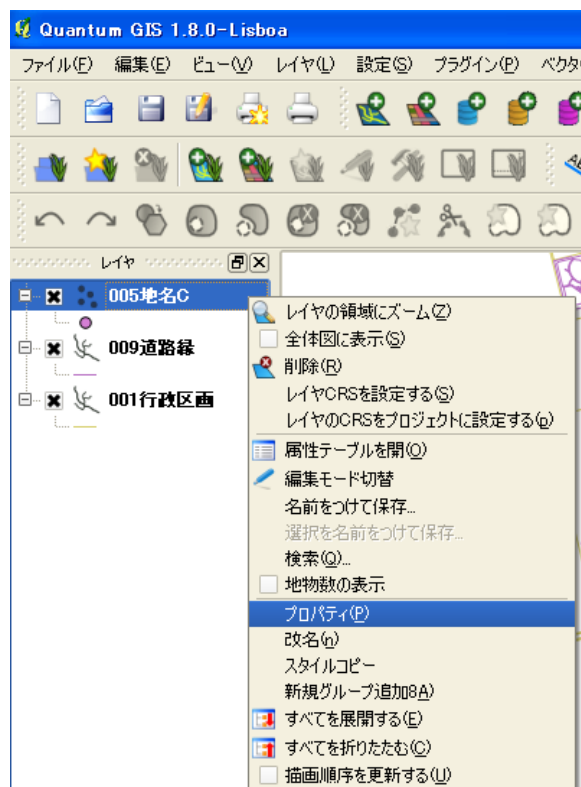 Quantum GIS 1.8.0-Lisboa
ファイル(F) 編集(E) ビュー(V) レイヤ(L) 設定(S) プラグイン(P) ベクタ
レイヤ
005地名C
009道路縁
001行政区画
レイヤの領域にズーム(Z)
全体図に表示(S)
削除(R)
レイヤCRSを設定する(S)
レイヤのCRSをプロジェクトに設定する(p)
属性テーブルを開(O)
編集モード切替
名前をつけて保存...
選択を名前をつけて保存...
検索(Q)...
地物数の表示
プロパティ(P)
改名(n)
スタイルコピー
新規グループ追加8A)
すべてを展開する(E)
すべてを折りたたむ(C)
描画順序を更新する(U)